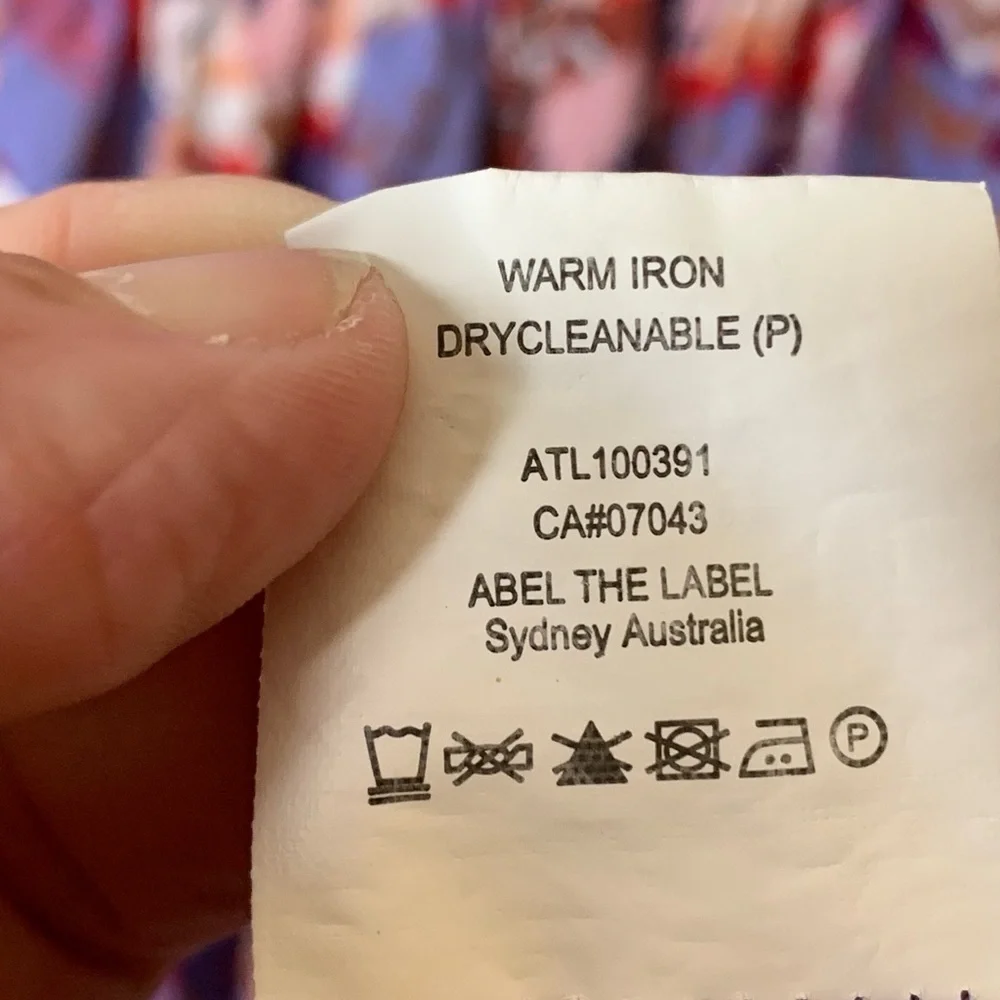 WARM IRON
DRYCLEANABLE (P)
ATL100391
CA#07043
ABEL THE LABEL
Sydney Australia
P